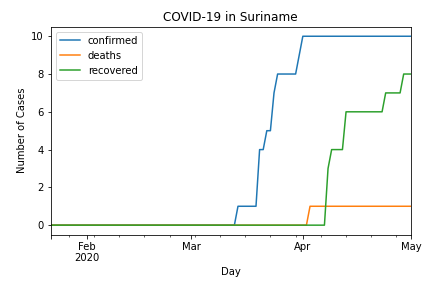 COVID-19 in Suriname
confirmed
deaths
recovered
Number of Cases
10
8
6
4
2
0
Feb
2020
Mar
Apr
May
Day